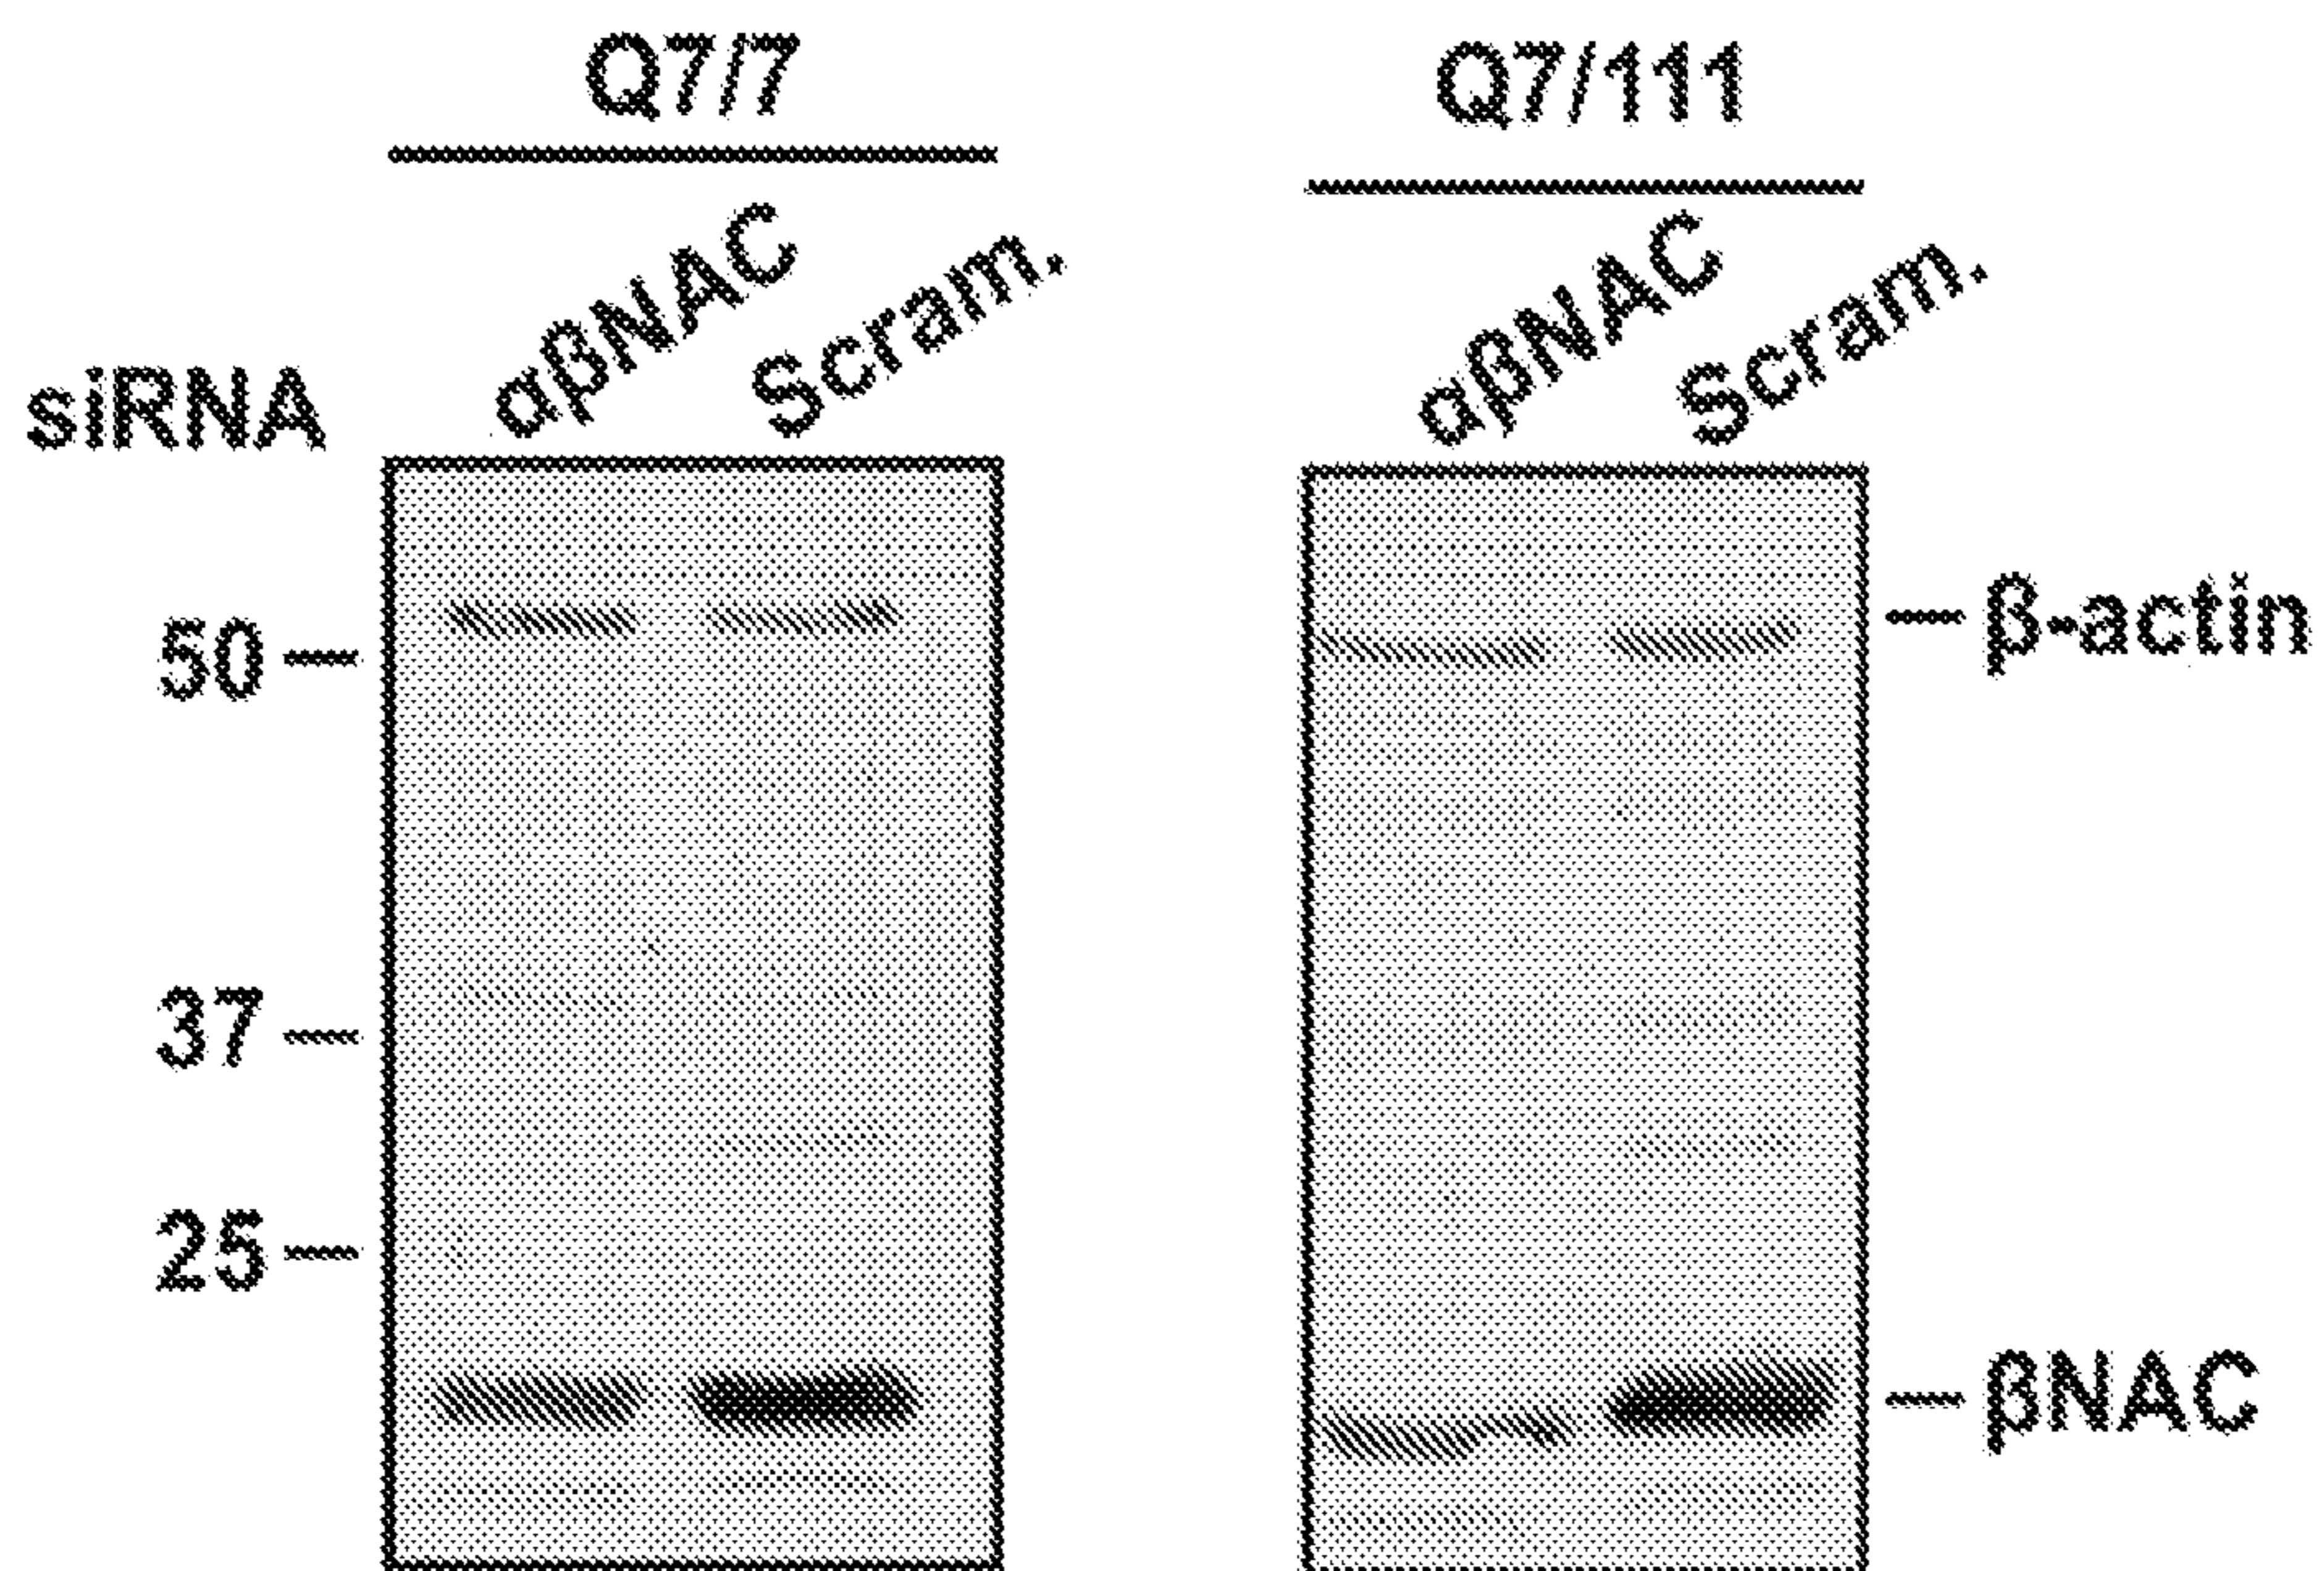 Q7/7 Q7/111
siRNA αβNAC Scram. αβNAC Scram.
50 β-actin
37
25
βNAC